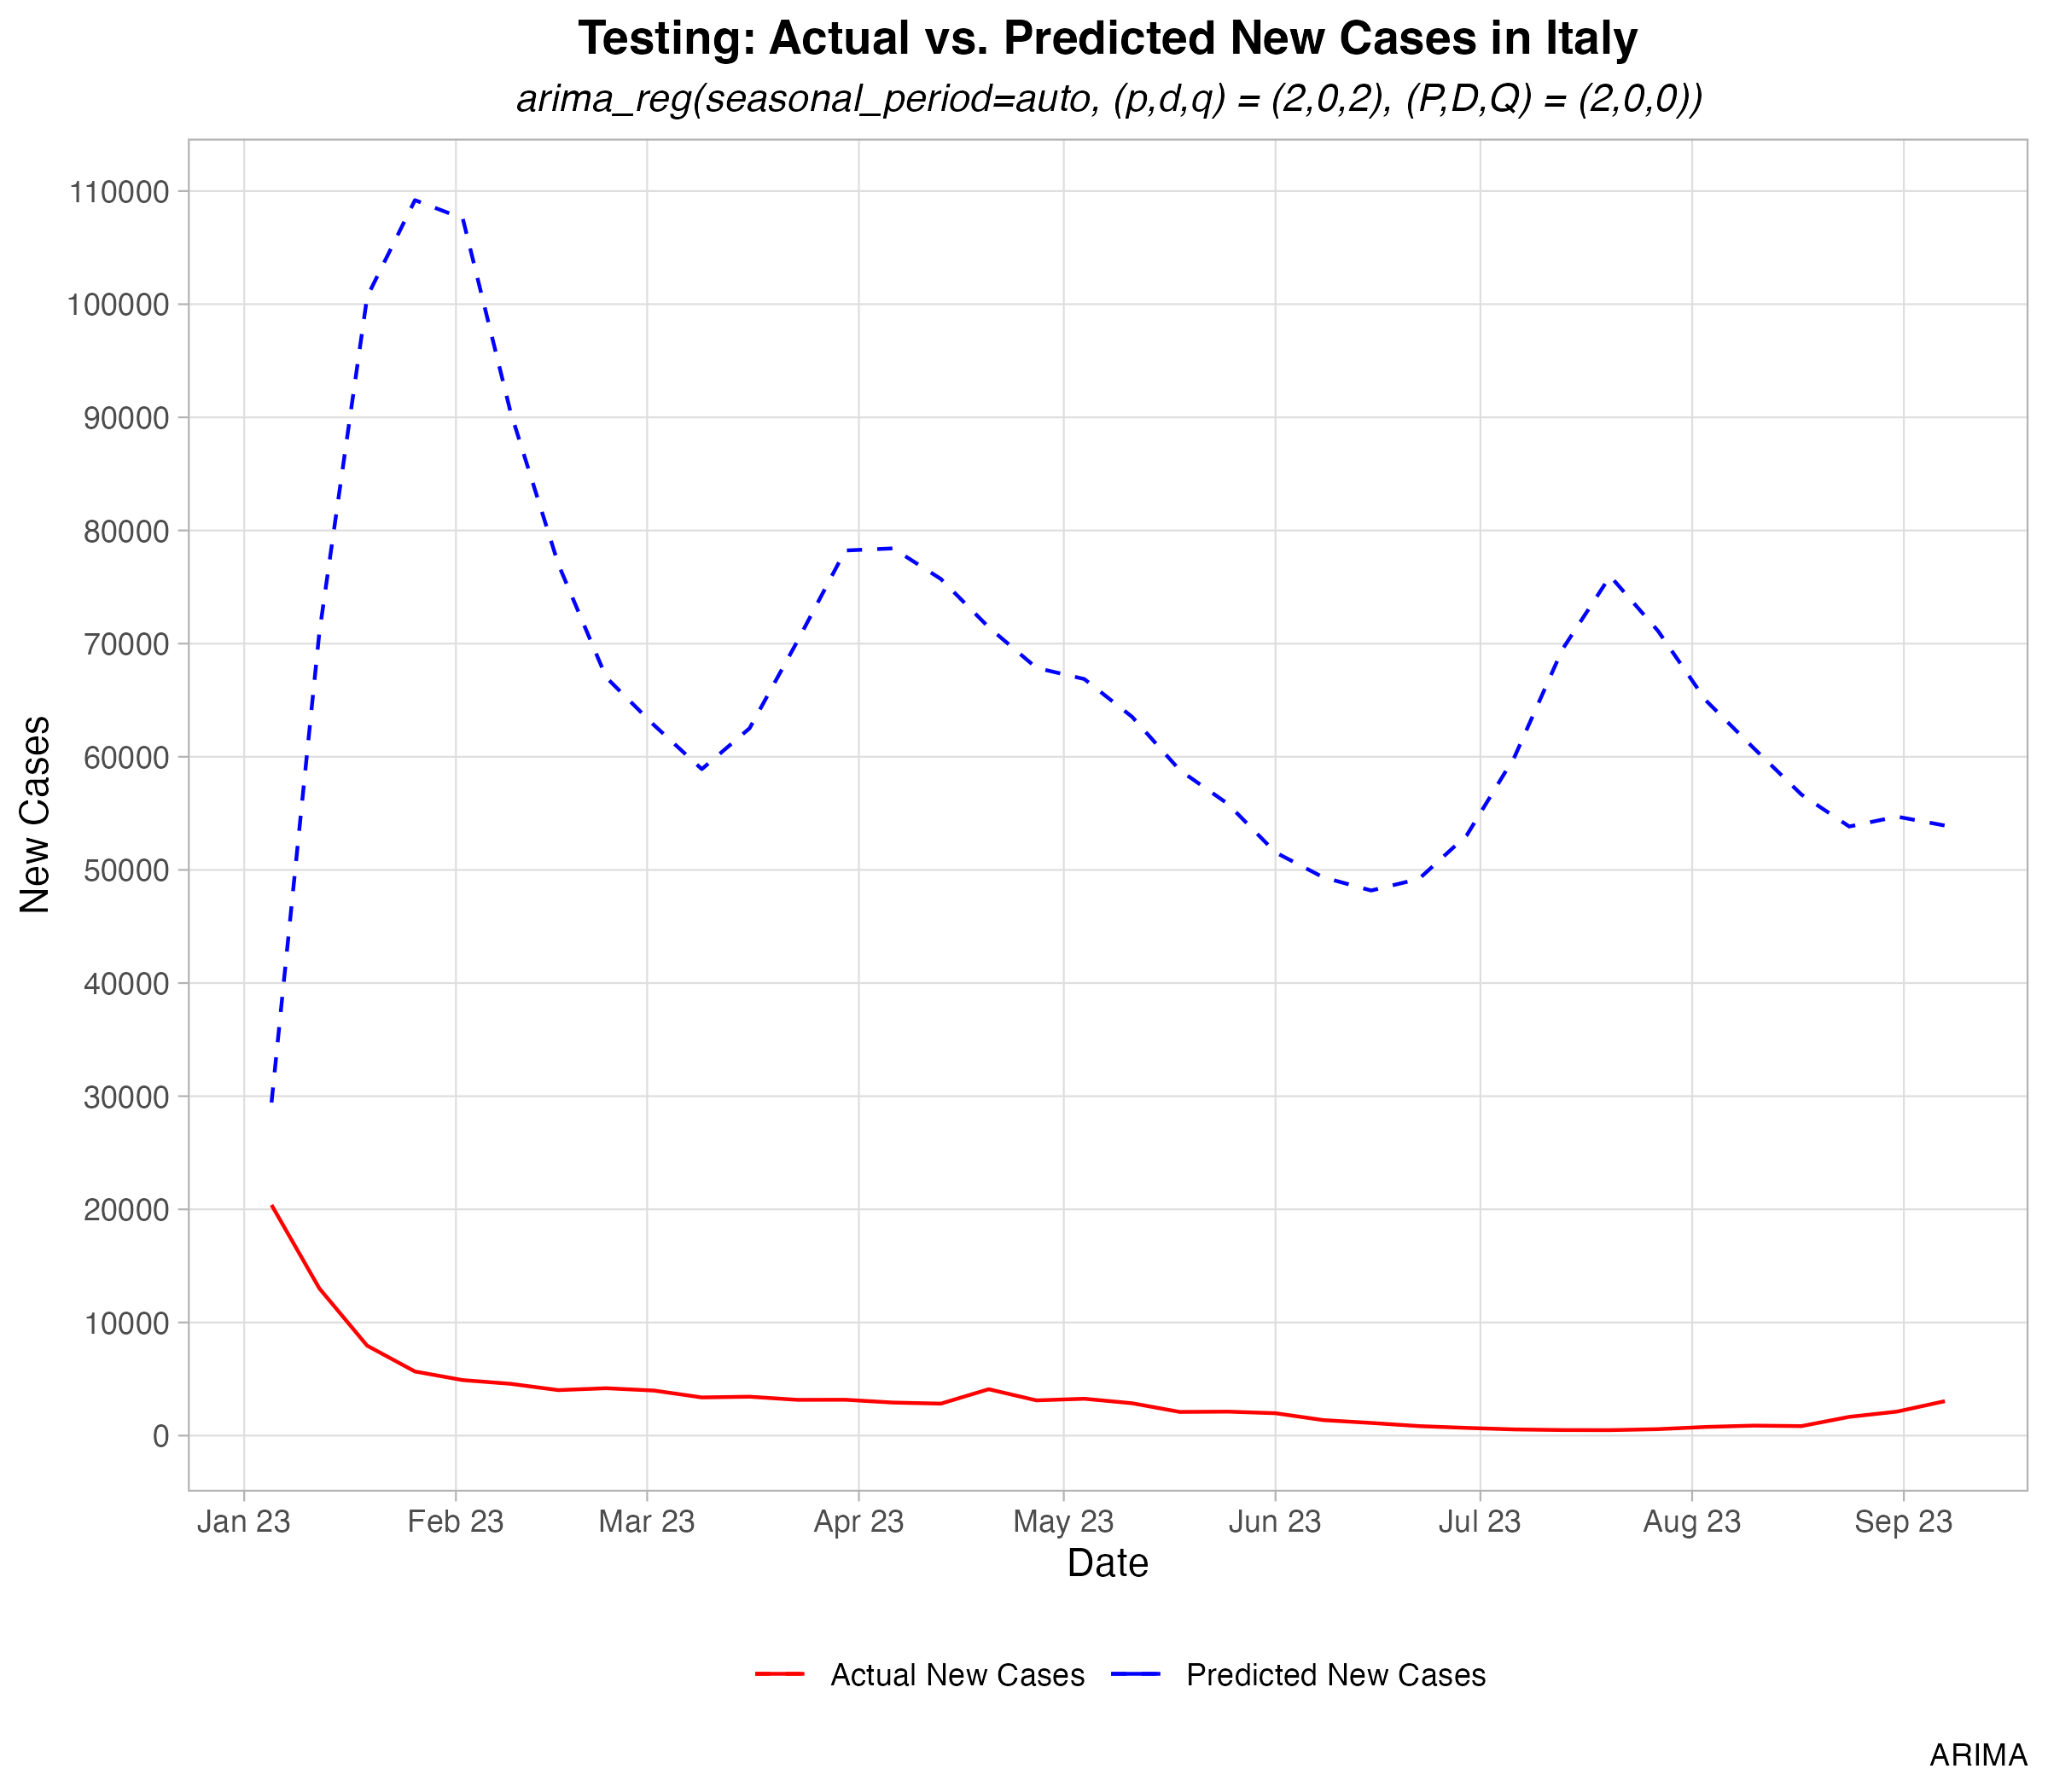 Testing: Actual vs. Predicted New Cases in Italy
arima_reg(seasonal_period=auto, (p,d,q) = (2,0,2), (P,D,Q) = (2,0,0))
New Cases
110000
100000
90000
80000
70000
60000
50000
40000
30000
20000
10000
0
Jan 23 Feb 23 Mar 23 Apr 23 May 23 Jun 23 Jul 23 Aug 23 Sep 23
Date
Actual New Cases Predicted New Cases
ARIMA